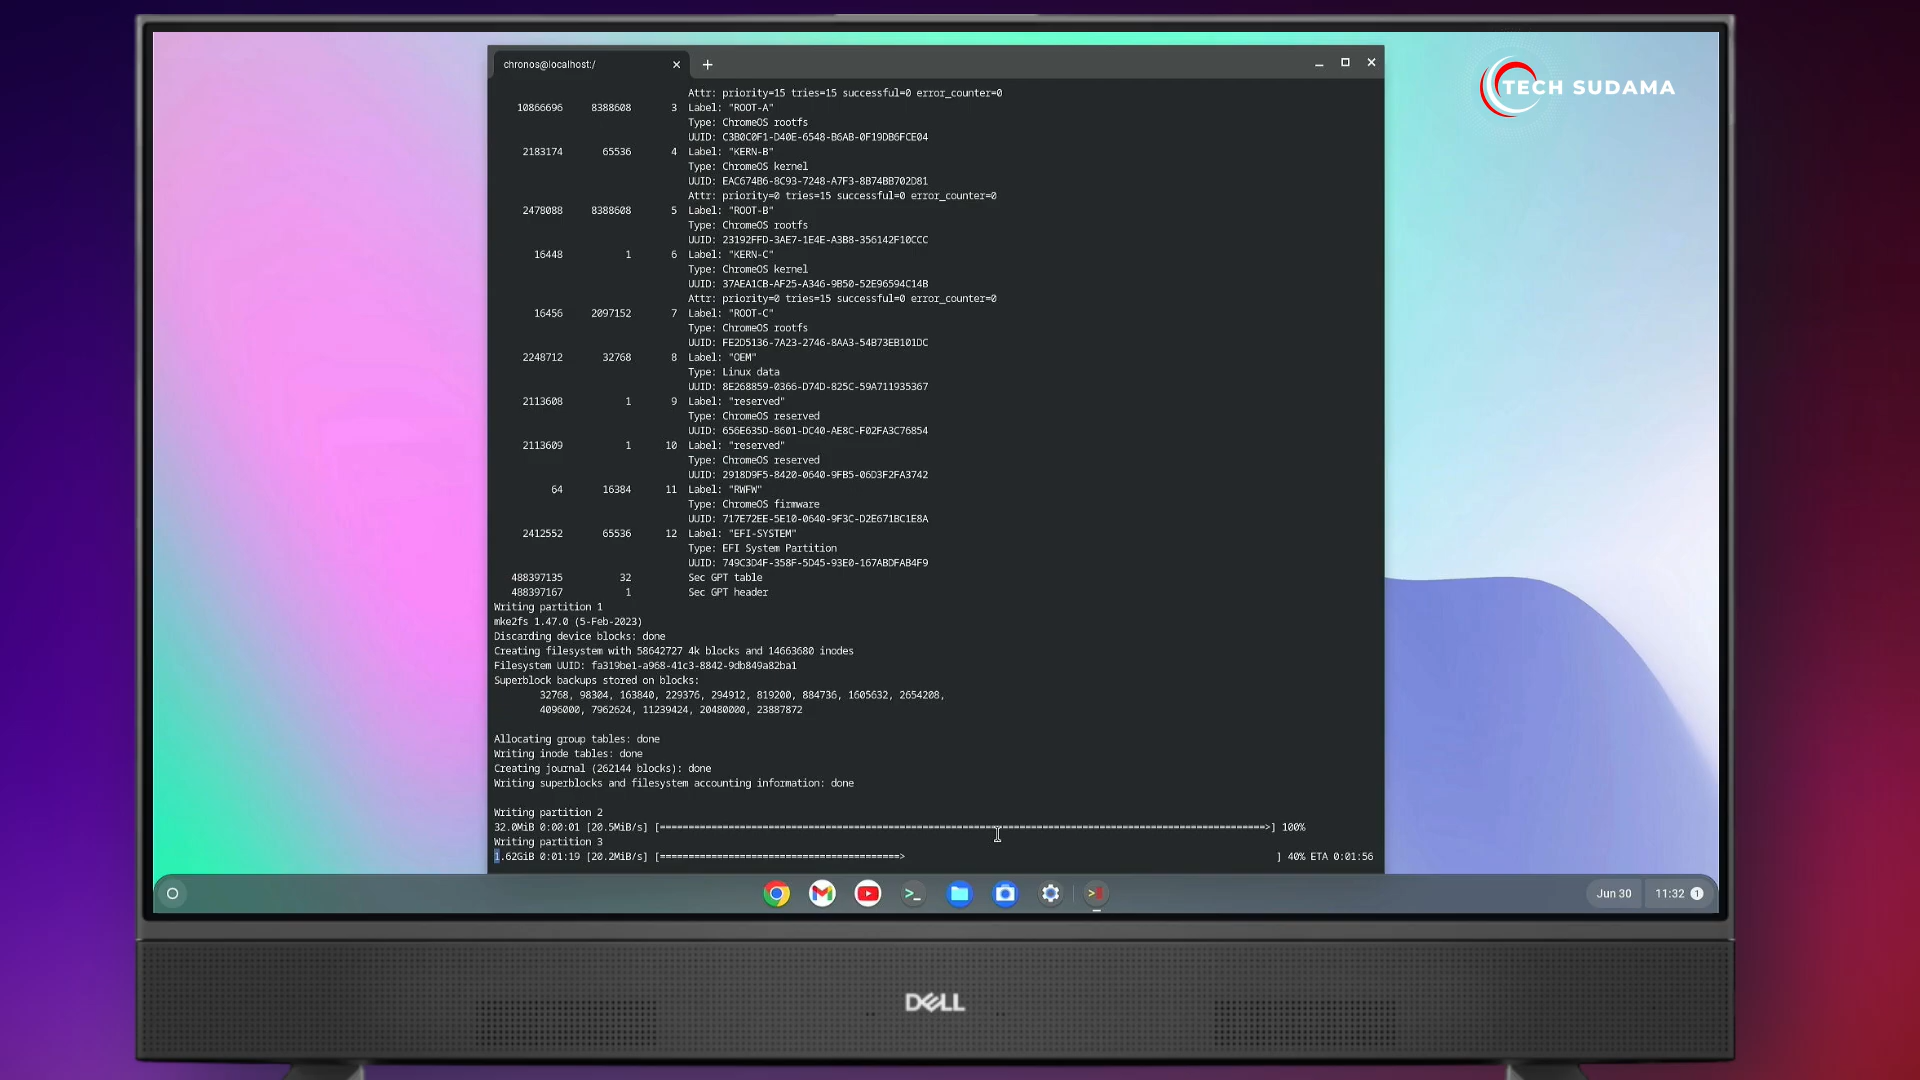 TECH SUDAMA
chronos@localhost:/
Attr: priority=15 tries=15 successful=0 error_counter=0
10866696 8388608 3 Label: "ROOT-A"
Type: ChromeOS rootfs
UUID: C3B0C0F1-D40E-6548-B6AB-0F19DB6FCE04
2183174 65536 4 Label: "KERN-B"
Type: ChromeOS kernel
UUID: EAC674B6-8C93-7248-A7F3-8B74BB702D81
Attr: priority=0 tries=15 successful=0 error_counter=0
2478088 8388608 5 Label: "ROOT-B"
Type: ChromeOS rootfs
UUID: 23192FFD-3AE7-1E4E-A3B8-356142F10CCC
16448 1 6 Label: "KERN-C"
Type: ChromeOS kernel
UUID: 37AEA1CB-AF25-A346-9B50-52E96594C14B
Attr: priority=0 tries=15 successful=0 error_counter=0
16456 2097152 7 Label: "ROOT-C"
Type: ChromeOS rootfs
UUID: FE2D5136-7A23-2746-8AA3-54B73EB101DC
2248712 32768 8 Label: "OEM"
Type: Linux data
UUID: 8E268859-0366-D74D-825C-59A711935367
2113608 1 9 Label: "reserved"
Type: ChromeOS reserved
UUID: 656E635D-8601-DC40-AE8C-F02FA3C76854
2113609 1 10 Label: "reserved"
Type: ChromeOS reserved
UUID: 2918D9F5-8420-0640-9FB5-06D3F2FA3742
64 16384 11 Label: "RWFW"
Type: ChromeOS firmware
UUID: 717E72EE-5E10-0640-9F3C-D2E671BC1E8A
2412552 65536 12 Label: "EFI-SYSTEM"
Type: EFI System Partition
UUID: 749C3D4F-358F-5D45-93E0-167ABDFAB4F9
488397135 32 Sec GPT table
488397167 1 Sec GPT header
Writing partition 1
mke2fs 1.47.0 (5-Feb-2023)
Discarding device blocks: done
Creating filesystem with 58642727 4k blocks and 14663680 inodes
Filesystem UUID: fa319be1-a968-41c3-8842-9db849a82ba1
Superblock backups stored on blocks:
32768, 98304, 163840, 229376, 294912, 819200, 884736, 1605632, 2654208,
4096000, 7962624, 11239424, 20480000, 23887872
Allocating group tables: done
Writing inode tables: done
Creating journal (262144 blocks): done
Writing superblocks and filesystem accounting information: done
Writing partition 2
32.0MiB 0:00:01 [20.5MiB/s] [==========================================================================================================>] 100%
Writing partition 3
1.62GiB 0:01:19 [20.2MiB/s] [==========================================> ] 40% ETA 0:01:56
Jun 30 11:32 1
DELL